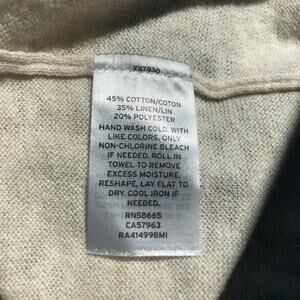 XX7930
45% COTTON/COTON
35% LINEN/LIN
20% POLYESTER
HAND WASH COLD, WITH
LIKE COLORS, ONLY
NON-CHLORINE BLEACH
IF NEEDED. ROLL IN
TOWEL TO REMOVE
EXCESS MOISTURE,
RESHAPE, LAY FLAT TO
DRY. COOL IRON IF
NEEDED.
RN58665
CA57963
RA414998MI